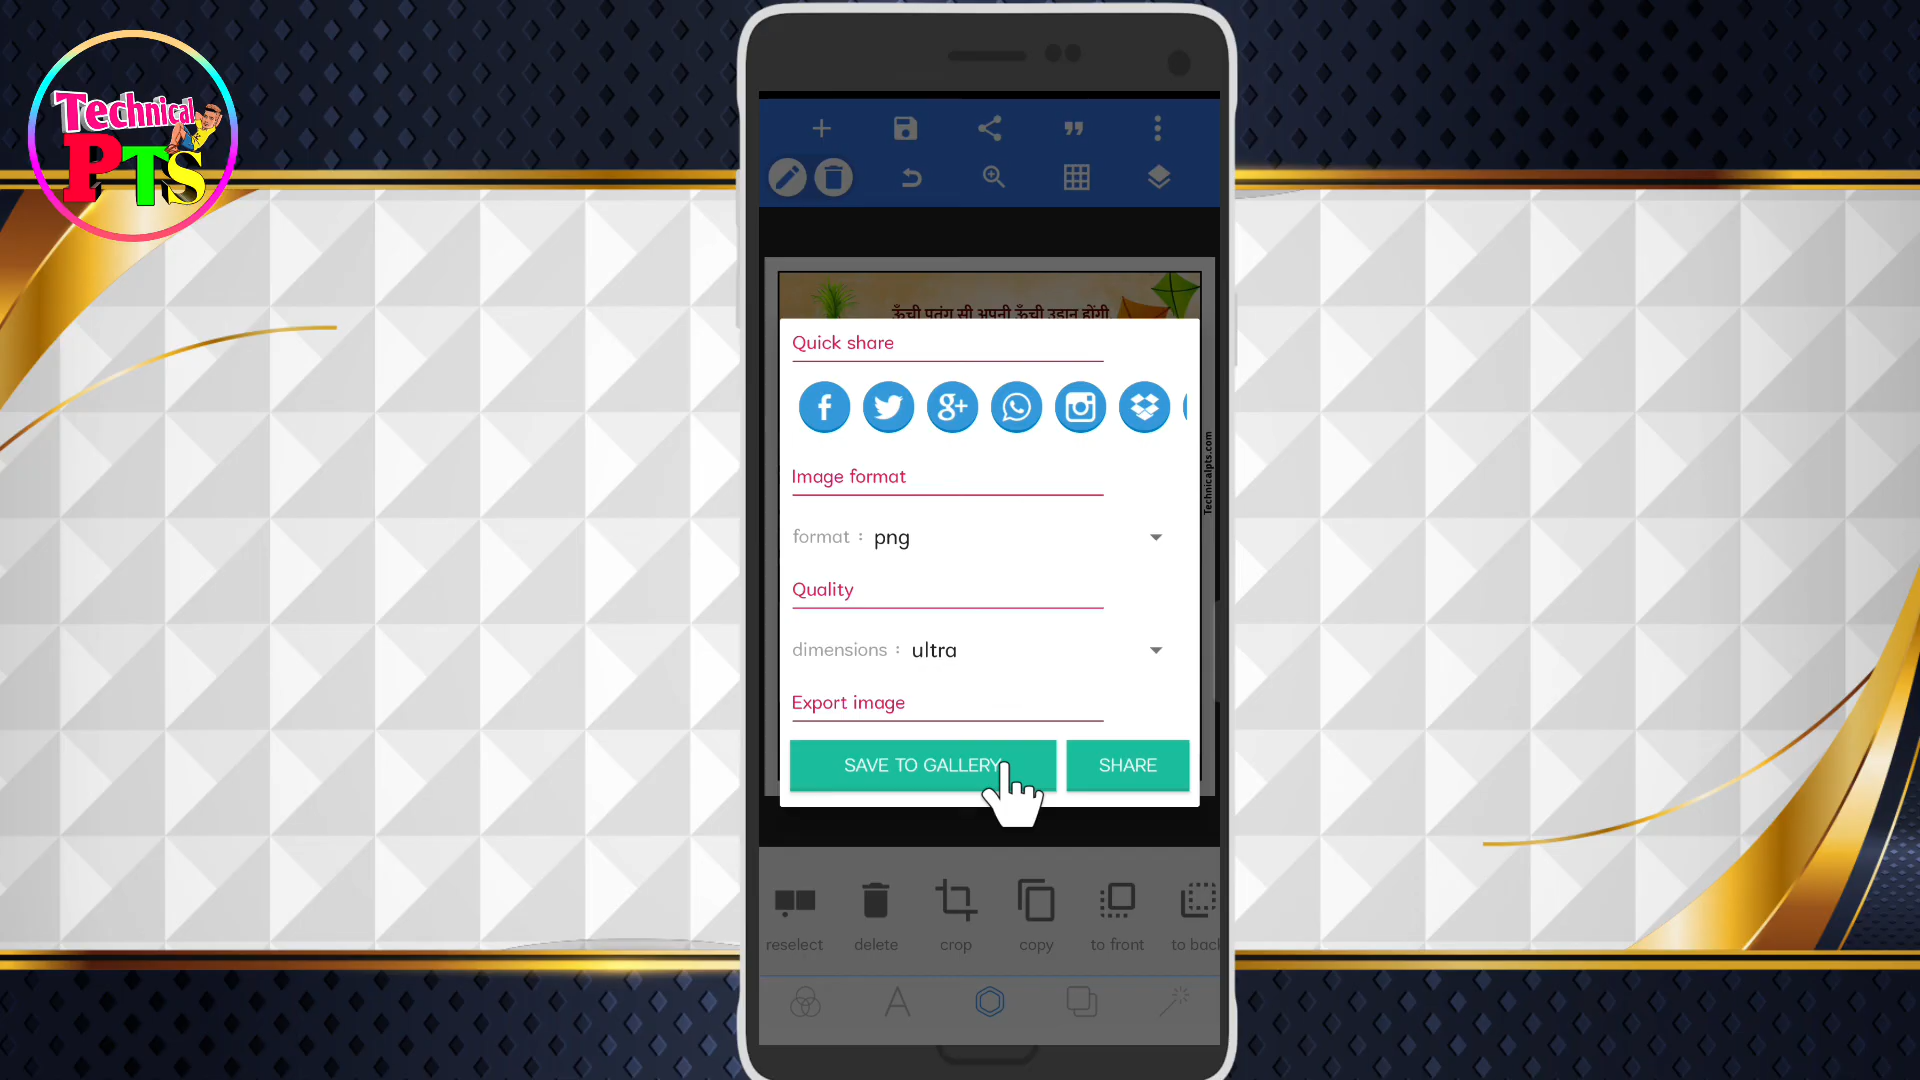 Technical
PTS
ऊँची पतंग सी अपनी ऊँची उड़ान होंगी
Quick share
Technicalpts.com
Image format
format : png
Quality
dimensions : ultra
Export image
SAVE TO GALLERY
SHARE
reselect
delete
crop
copy
to front
to back